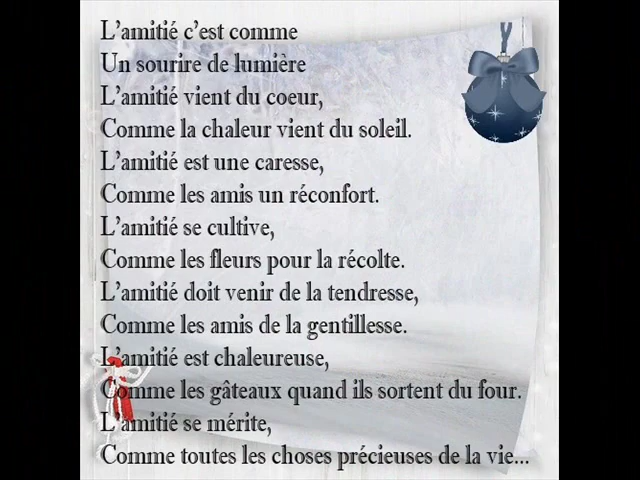 L'amitié c'est comme
Un sourire de lumière
L'amitié vient du coeur,
Comme la chaleur vient du soleil.
L'amitié est une caresse,
Comme les amis un réconfort.
L'amitié se cultive,
Comme les fleurs pour la récolte.
L'amitié doit venir de la tendresse,
Comme les amis de la gentillesse.
L'amitié est chaleureuse,
Comme les gâteaux quand ils sortent du four.
L'amitié se mérite,
Comme toutes les choses précieuses de la vie...